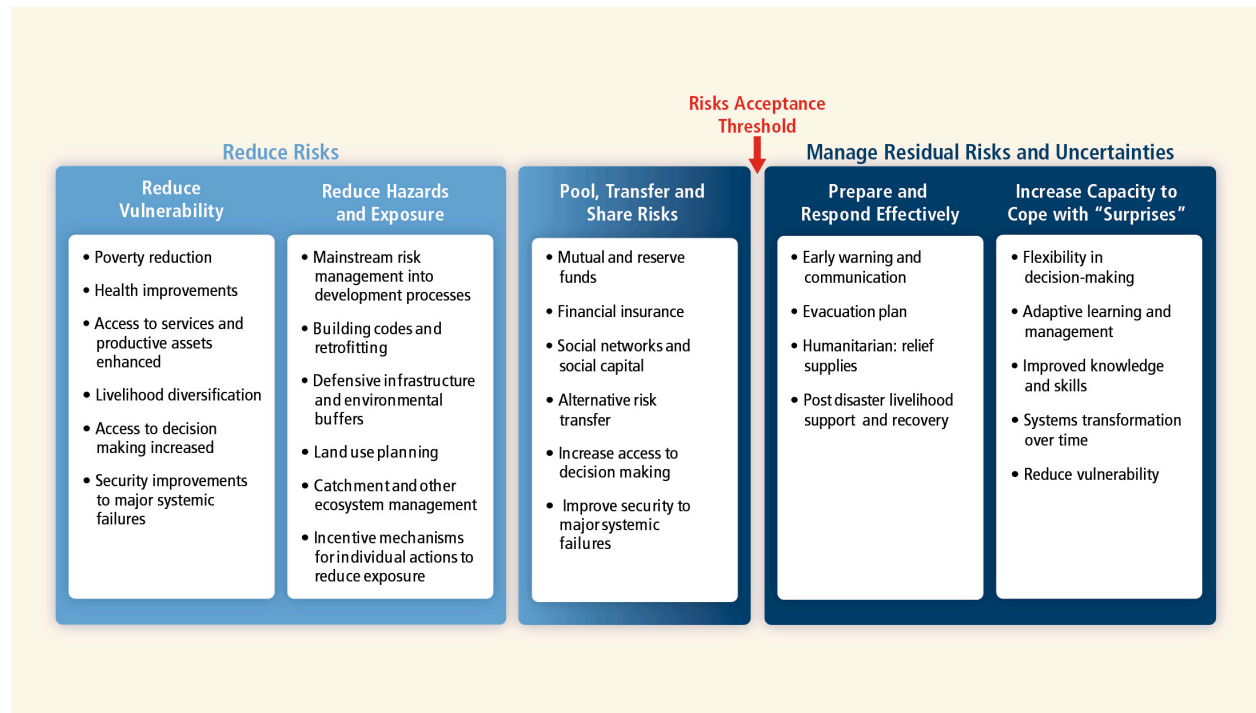 Risks Acceptance
Threshold
Reduce Risks
Manage Residual Risks and Uncertainties
Reduce
Vulnerability
• Poverty reduction
• Health improvements
• Access to services and
productive assets
enhanced
• Livelihood diversification
• Access to decision
making increased
• Security improvements
to major systemic
failures
Reduce Hazards
and Exposure
• Mainstream risk
management into
development processes
• Building codes and
retrofitting
• Defensive infrastructure
and environmental
buffers
• Land use planning
• Catchment and other
ecosystem management
• Incentive mechanisms
for individual actions to
reduce exposure
Pool, Transfer and
Share Risks
• Mutual and reserve
funds
• Financial insurance
• Social networks and
social capital
• Alternative risk
transfer
• Increase access to
decision making
• Improve security to
major systemic
failures
Prepare and
Respond Effectively
• Early warning and
communication
• Evacuation plan
• Humanitarian: relief
supplies
• Post disaster livelihood
support and recovery
Increase Capacity to
Cope with “Surprises”
• Flexibility in
decision-making
• Adaptive learning and
management
• Improved knowledge
and skills
• Systems transformation
over time
• Reduce vulnerability